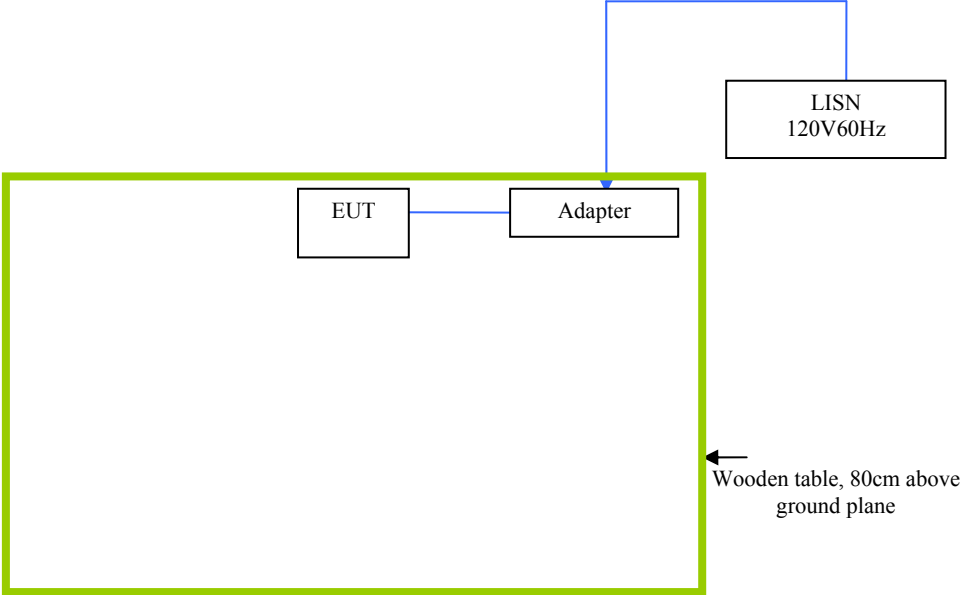 LISN
120V60Hz
EUT
Adapter
Wooden table, 80cm above
ground plane